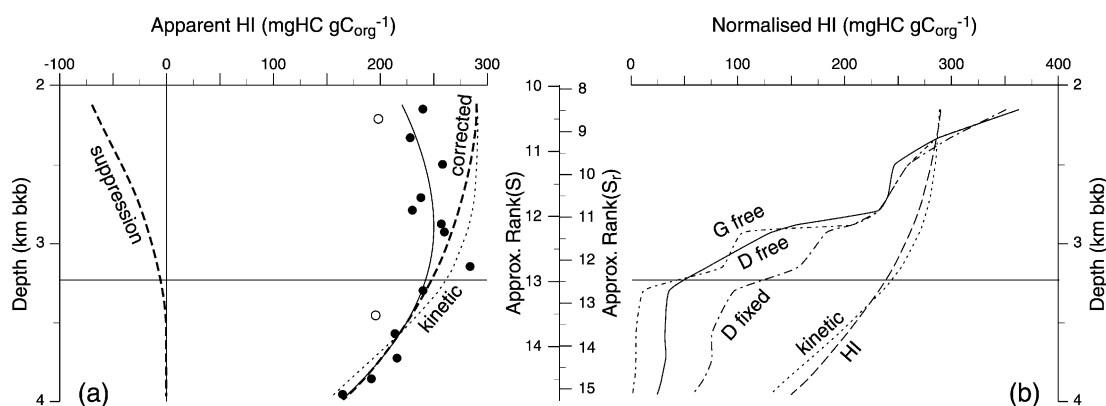 Apparent HI (mgHC gCorg-1)
Normalised HI (mgHC gCorg-1)
-100 0 100 200 300
0 100 200 300 400
2
3
4
Depth (km bkb)
suppression
corrected
kinetic
(a)
10
11
12
13
14
Approx. Rank(S)
8
9
10
11
12
13
14
15
Approx. Rank(Sr)
G free
D free
D fixed
kinetic
HI
(b)
2
3
4
Depth (km bkb)